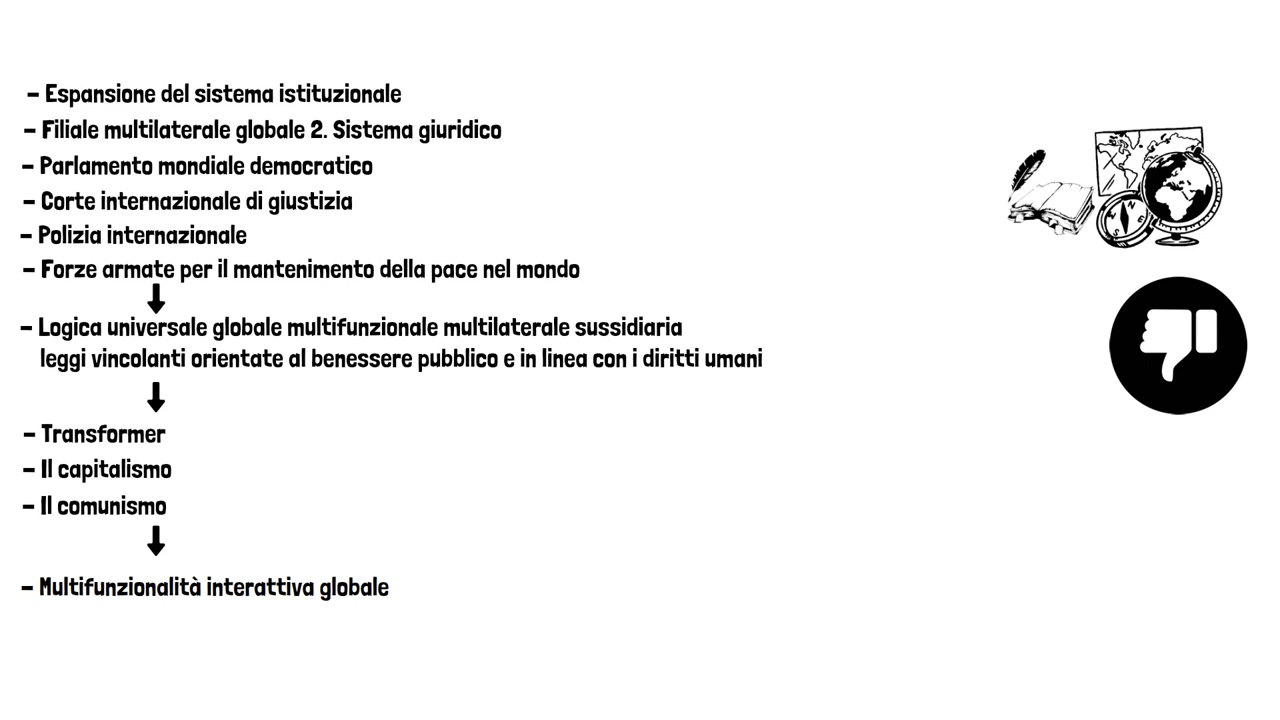 – Espansione del sistema istituzionale
– Filiale multilaterale globale 2. Sistema giuridico
– Parlamento mondiale democratico
– Corte internazionale di giustizia
– Polizia internazionale
– Forze armate per il mantenimento della pace nel mondo
– Logica universale globale multifunzionale multilaterale sussidiaria
leggi vincolanti orientate al benessere pubblico e in linea con i diritti umani
– Transformer
– Il capitalismo
– Il comunismo
– Multifunzionalità interattiva globale
N
E
S
W